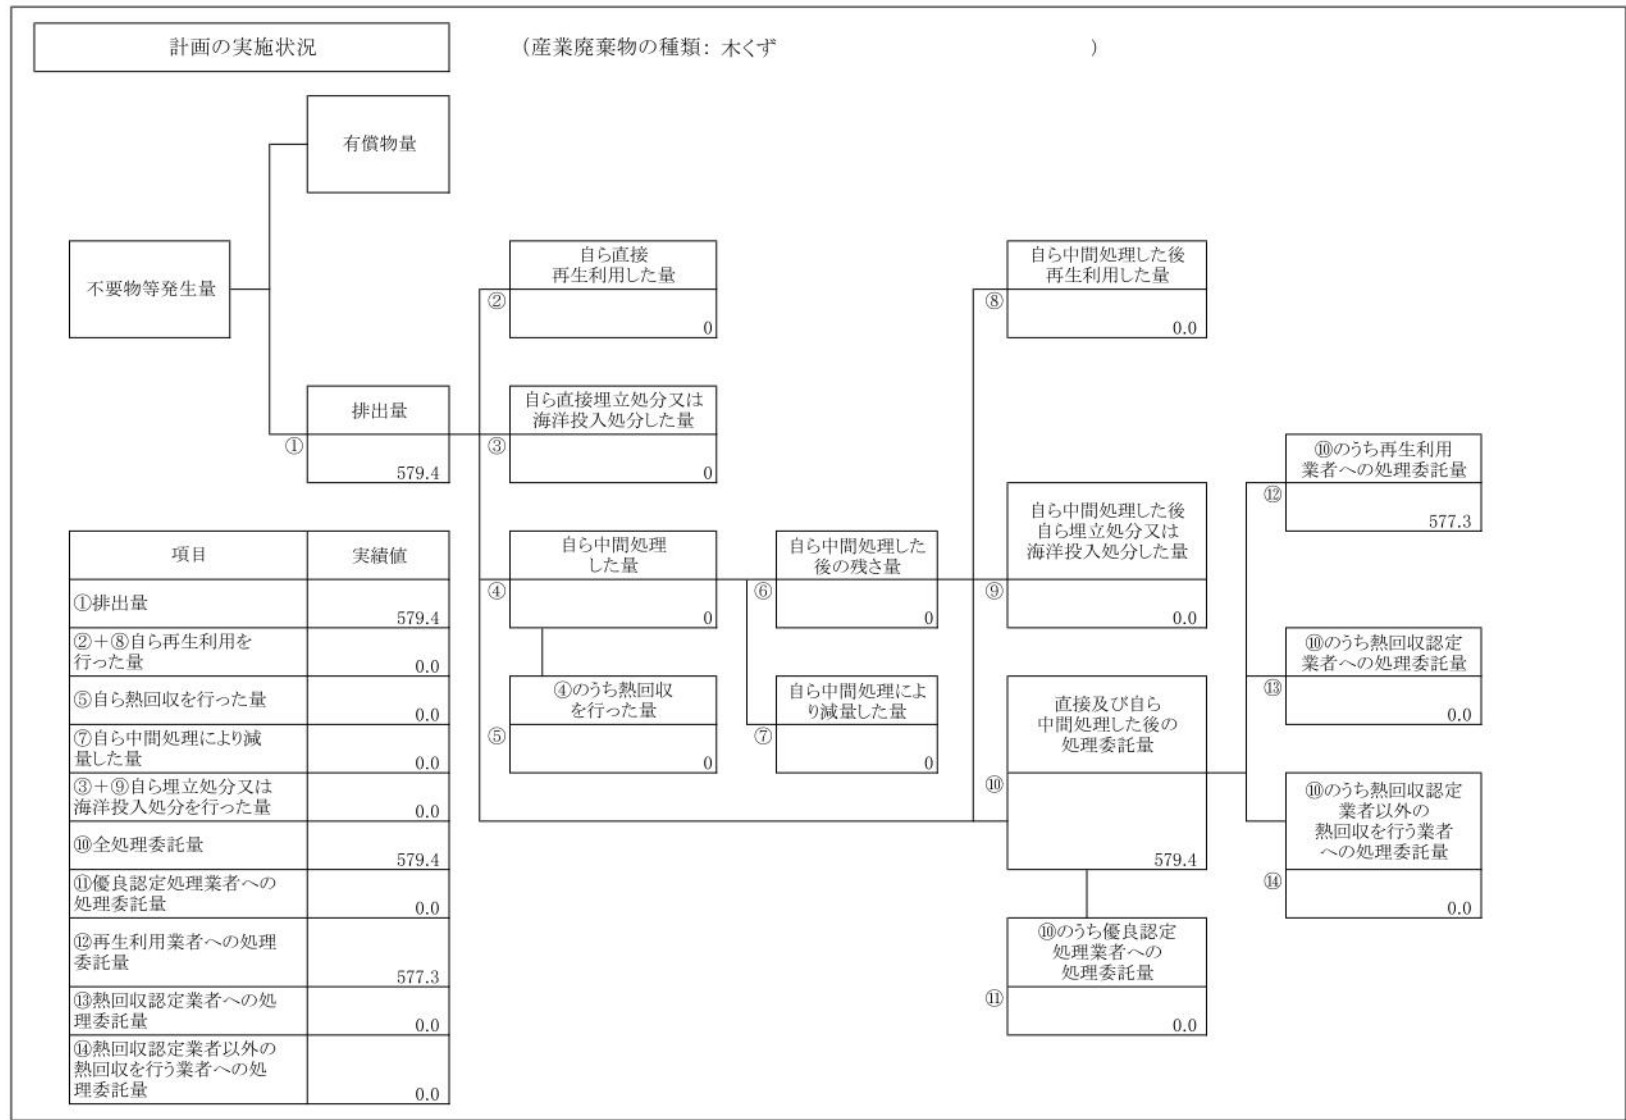 計画の実施状況
(産業廃棄物の種類: 木くず )
有償物量
不要物等発生量
排出量
①
579.4
自ら直接
再生利用した量
②
0
自ら直接埋立処分又は
海洋投入処分した量
③
0
自ら中間処理
した量
④
0
④のうち熱回収
を行った量
⑤
0
自ら中間処理した
後の残さ量
⑥
0
自ら中間処理によ
り減量した量
⑦
0
自ら中間処理した後
再生利用した量
⑧
0.0
自ら中間処理した後
自ら埋立処分又は
海洋投入処分した量
⑨
0.0
直接及び自ら
中間処理した後の
処理委託量
⑩
579.4
⑩のうち優良認定
処理業者への
処理委託量
⑪
0.0
⑩のうち再生利用
業者への処理委託量
⑫
577.3
⑩のうち熱回収認定
業者への処理委託量
⑬
0.0
⑩のうち熱回収認定
業者以外の
熱回収を行う業者
への処理委託量
⑭
0.0
項目 実績値
①排出量
579.4
②+⑧自ら再生利用を
行った量
0.0
⑤自ら熱回収を行った量
0.0
⑦自ら中間処理により減
量した量
0.0
③+⑨自ら埋立処分又は
海洋投入処分を行った量
0.0
⑩全処理委託量
579.4
⑪優良認定処理業者への
処理委託量
0.0
⑫再生利用業者への処理
委託量
577.3
⑬熱回収認定業者への処
理委託量
0.0
⑭熱回収認定業者以外の
熱回収を行う業者への処
理委託量
0.0